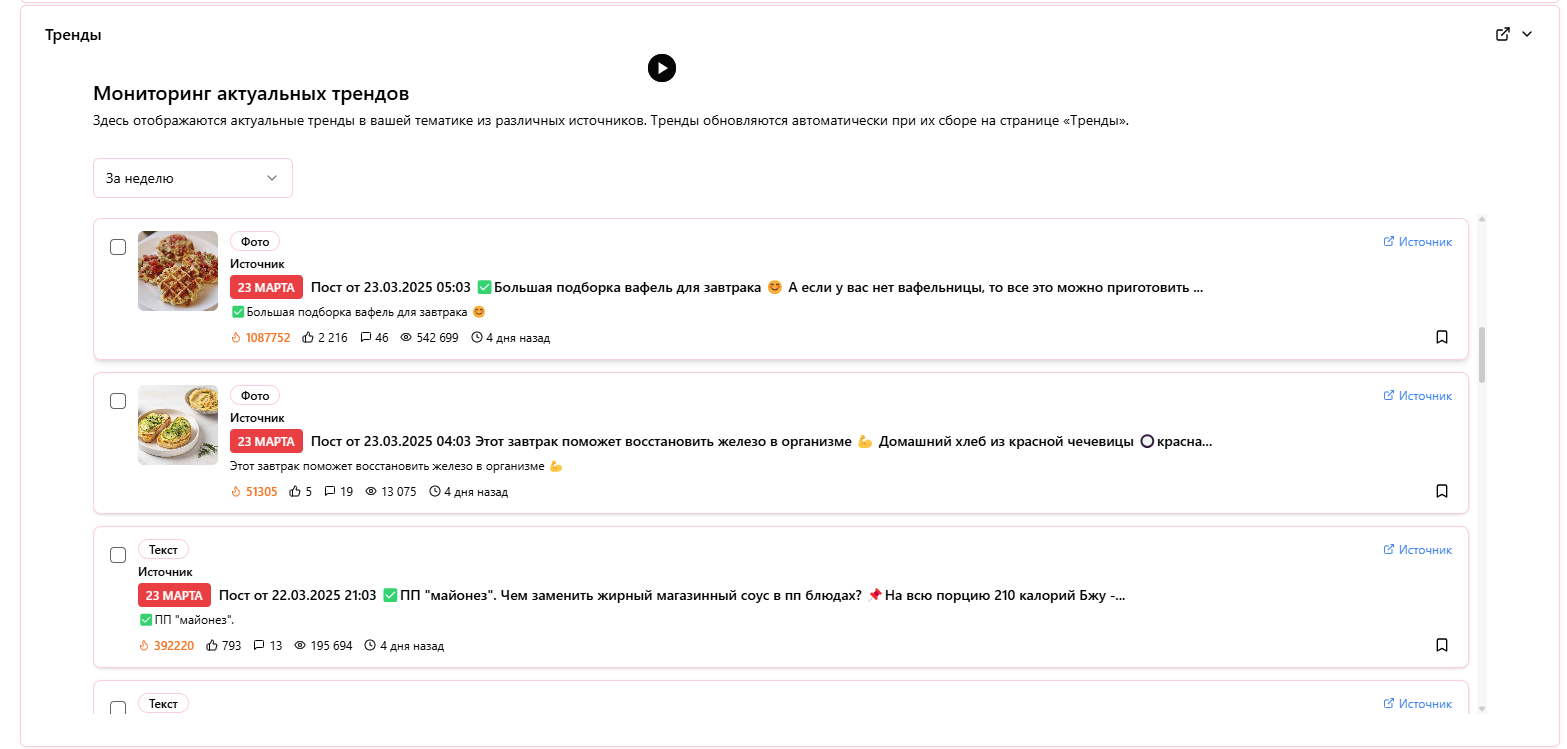 Тренды
Мониторинг актуальных трендов
Здесь отображаются актуальные тренды в вашей тематике из различных источников. Тренды обновляются автоматически при их сборе на странице «Тренды».
За неделю
Фото
Источник
Источник
23 МАРТА Пост от 23.03.2025 05:03 ✅Большая подборка вафель для завтрака 😊 А если у вас нет вафельницы, то все это можно приготовить ...
✅Большая подборка вафель для завтрака 😊
1087752 2 216 46 542 699 4 дня назад
Фото
Источник
Источник
23 МАРТА Пост от 23.03.2025 04:03 Этот завтрак поможет восстановить железо в организме 💪 Домашний хлеб из красной чечевицы ⭕красна...
Этот завтрак поможет восстановить железо в организме 💪
51305 5 19 13 075 4 дня назад
Текст
Источник
Источник
23 МАРТА Пост от 22.03.2025 21:03 ✅ПП "майонез". Чем заменить жирный магазинный соус в пп блюдах? 📌На всю порцию 210 калорий Бжу -...
✅ПП "майонез".
392220 793 13 195 694 4 дня назад
Текст
Источник